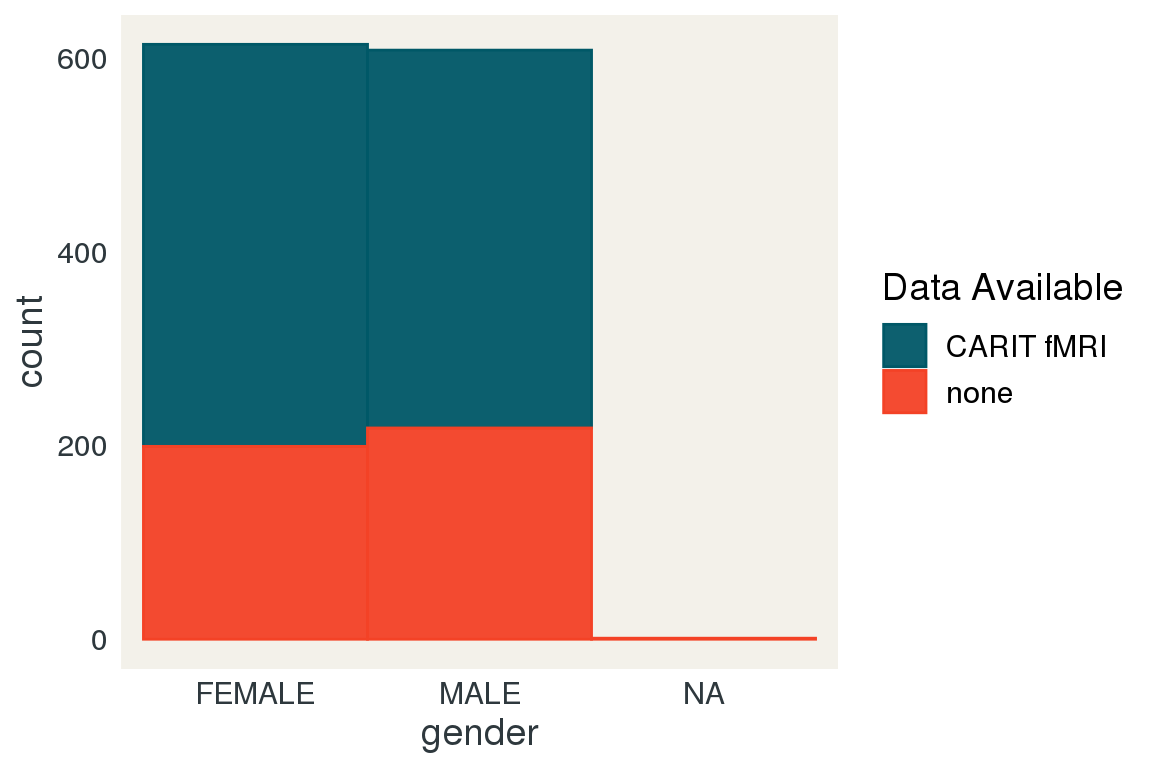 600
400
200
0
count
FEMALE
MALE
NA
gender
Data Available
CARIT fMRI
none